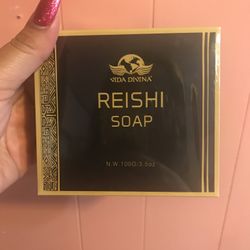 VIDA DIVINA
REISHI
SOAP
N.W.100G/3.5oz